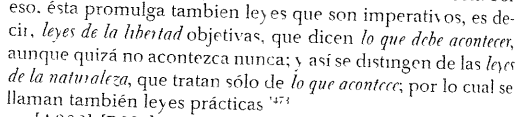 eso, ésta promulga tambien leyes que son imperativos, es de-
cir, leyes de la libertad objetivas, que dicen lo que debe acontecer,
aunque quizá no acontezca nunca; y así se distingen de las leyes
de la naturaleza, que tratan sólo de lo que acontece; por lo cual se
llaman también leyes prácticas